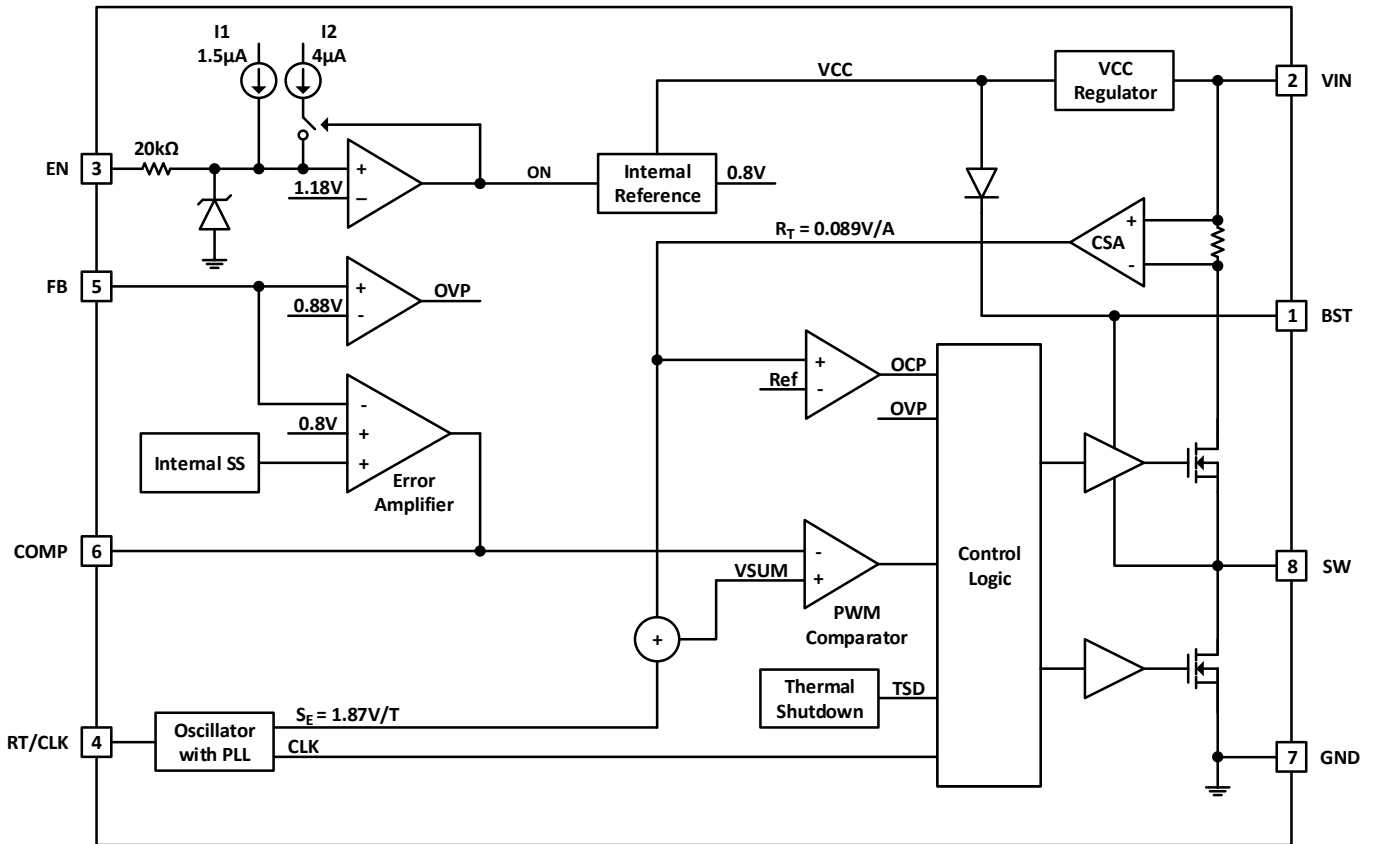 I1
1.5µA
I2
4µA
VCC
VCC
Regulator
2
VIN
EN
3
20kΩ
+
1.18V
–
ON
Internal
Reference
0.8V
RT = 0.089V/A
CSA
+
-
FB
5
+
0.88V
-
OVP
1
BST
+
Ref
-
OCP
OVP
-
0.8V
+
Internal SS
+
Error
Amplifier
COMP
6
-
VSUM
+
PWM
Comparator
Control
Logic
8
SW
+
Thermal
Shutdown
TSD
RT/CLK
4
Oscillator
with PLL
SE = 1.87V/T
CLK
7
GND